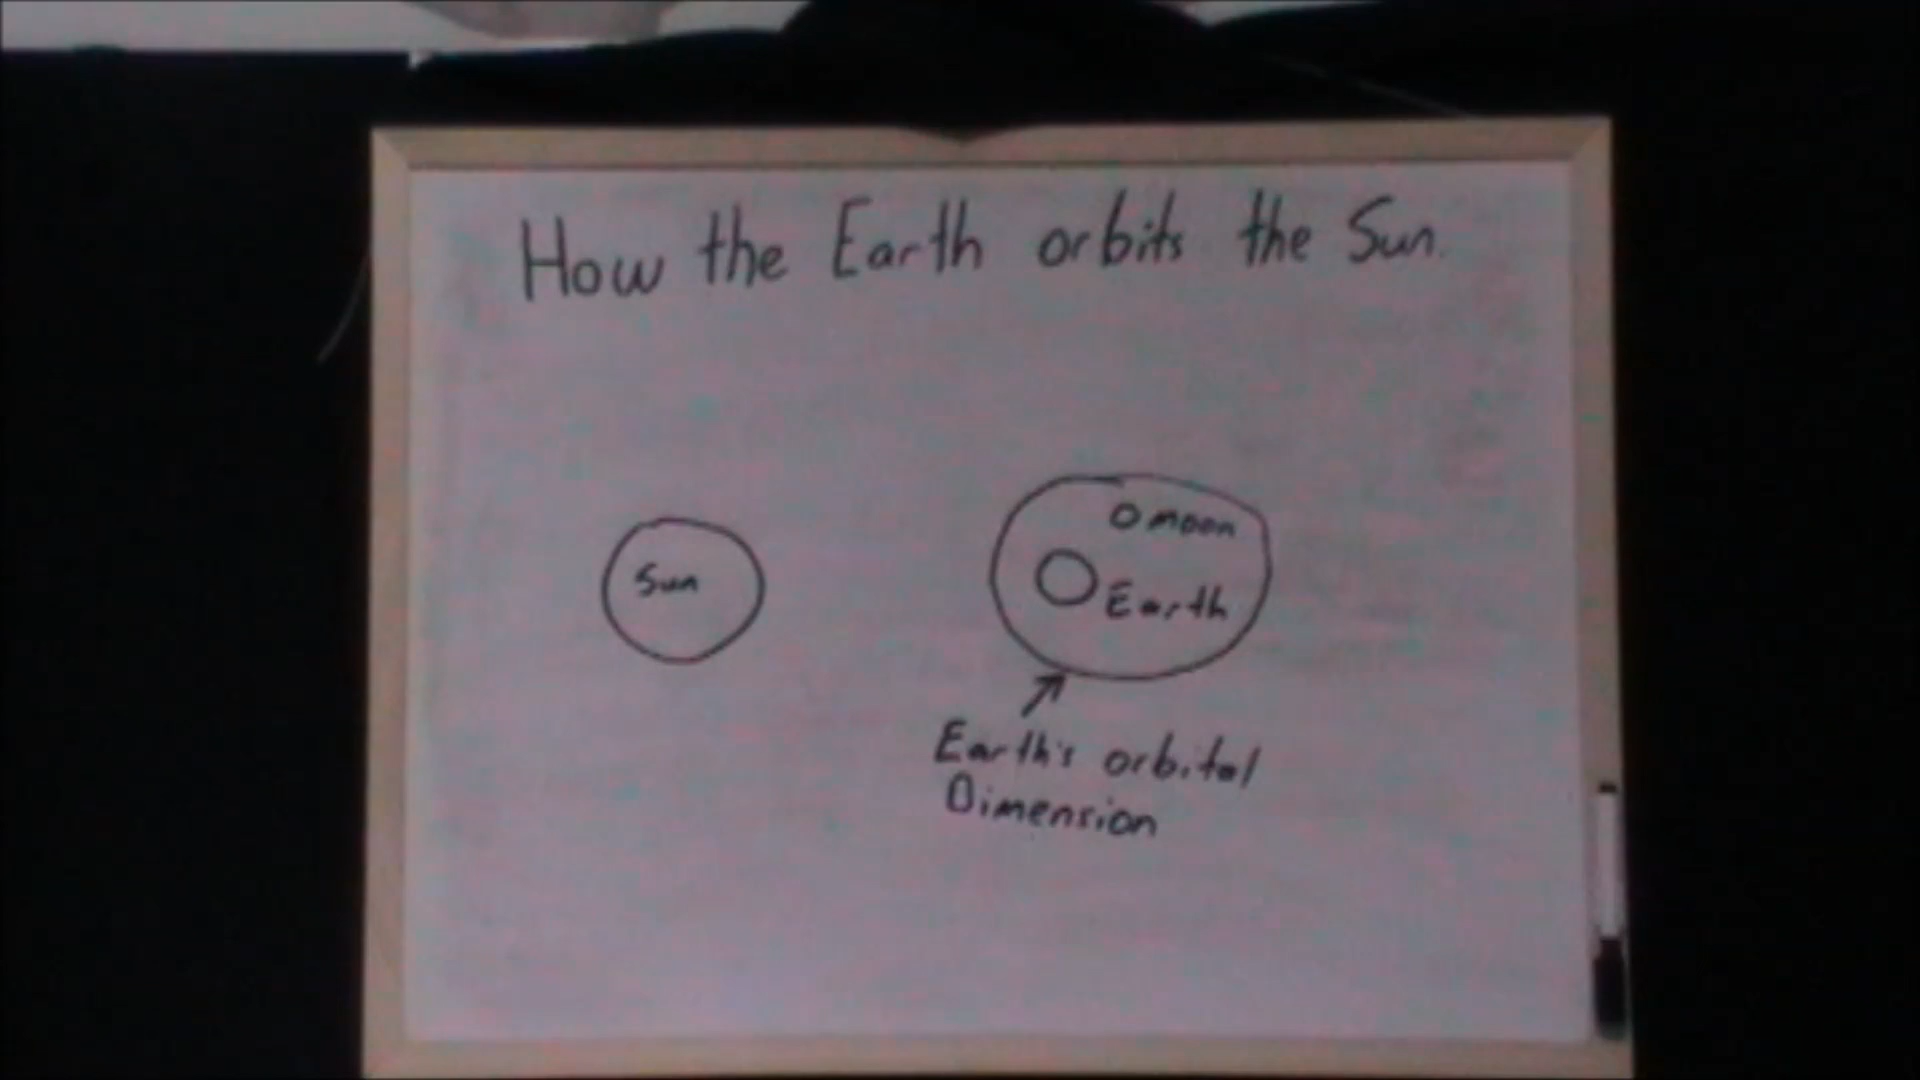 How the Earth orbits the Sun.
moon
Sun
Earth
Earth's orbital
Dimension